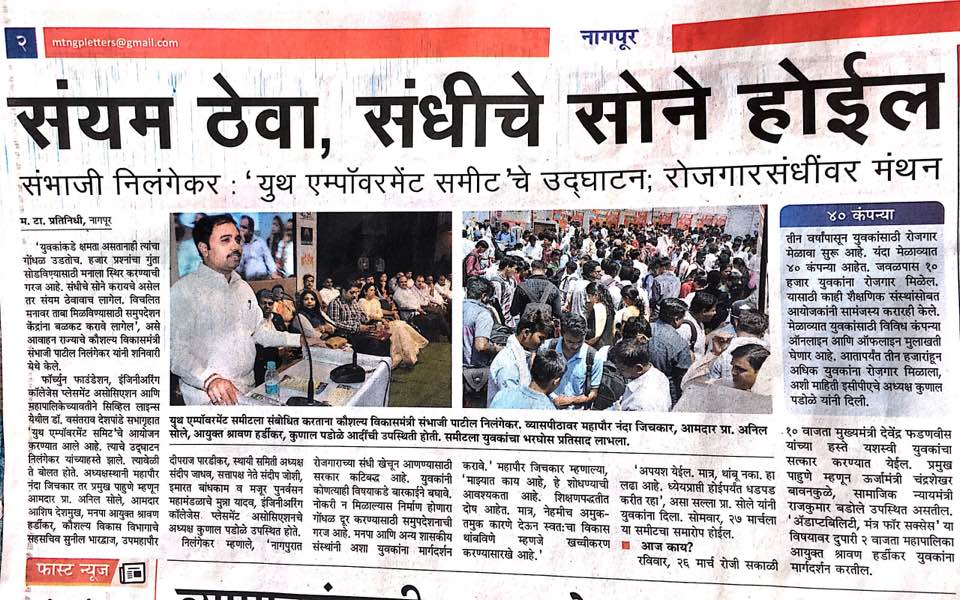 २
mtngpletters@gmail.com
नागपूर
संयम ठेवा, संधीचे सोने होईल
संभाजी निलंगेकर : 'युथ एम्पॉवरमेंट समीट'चे उद्घाटन; रोजगारसंधींवर मंथन
म. टा. प्रतिनिधी, नागपूर
'युवकांकडे क्षमता असतानाही त्यांचा
गोंधळ उडतोच. हजार प्रश्नांचा गुंता
सोडविण्यासाठी मनाला स्थिर करण्याची
गरज आहे. संधीचे सोने करायचे असेल
तर संयम ठेवावाच लागेल. विचलित
मनावर ताबा मिळविण्यासाठी समुपदेशन
केंद्रांना बळकट करावे लागेल', असे
आवाहन राज्याचे कौशल्य विकासमंत्री
संभाजी पाटील निलंगेकर यांनी शनिवारी
येथे केले.
फॉर्च्युन फाउंडेशन, इंजिनीअरिंग
कॉलेजेस प्लेसमेंट असोसिएशन आणि
महापालिकेच्यावतीने सिव्हिल लाइन्स
येथील डॉ. वसंतराव देशपांडे सभागृहात
'युथ एम्पॉवरमेंट समिट'चे आयोजन
करण्यात आले आहे. त्याचे उद्घाटन
निलंगेकर यांच्याहस्ते झाले. त्यावेळी
ते बोलत होते. अध्यक्षस्थानी महापौर
नंदा जिचकार तर प्रमुख पाहुणे म्हणून
आमदार प्रा. अनिल सोले, आमदार
आशिष देशमुख, मनपा आयुक्त श्रावण
हर्डीकर, कौशल्य विकास विभागाचे
सहसचिव सुनील भारद्वाज, उपमहापौर
युथ एम्पॉवरमेंट समीटला संबोधित करताना कौशल्य विकासमंत्री संभाजी पाटील निलंगेकर. व्यासपीठावर महापौर नंदा जिचकार, आमदार प्रा. अनिल
सोले, आयुक्त श्रावण हर्डीकर, कुणाल पडोळे आदींची उपस्थिती होती. समीटला युवकांचा भरघोस प्रतिसाद लाभला.
दीपराज पार्डीकर, स्थायी समिती अध्यक्ष
संदीप जाधव, सत्तापक्ष नेते संदीप जोशी,
इमारत बांधकाम व मजूर पुनर्वसन
महामंडळाचे मुन्ना यादव, इंजिनीअरिंग
कॉलेजेस प्लेसमेंट असोसिएशनचे
अध्यक्ष कुणाल पडोळे उपस्थित होते.
निलंगेकर म्हणाले, 'नागपुरात
रोजगाराच्या संधी खेचून आणण्यासाठी
सरकार कटिबद्ध आहे. युवकांनी
कोणत्याही विषयाकडे बारकाईने बघावे.
नोकरी न मिळाल्यास निर्माण होणारा
गोंधळ दूर करण्यासाठी समुपदेशनाची
गरज आहे. मनपा आणि अन्य शासकीय
संस्थांनी अशा युवकांना मार्गदर्शन
करावे.' महापौर जिचकार म्हणाल्या,
'माझ्यात काय आहे, हे शोधण्याची
आवश्यकता आहे. शिक्षणपद्धतीत
दोष आहेत. मात्र, नेहमीच अमुक-
तमुक कारणे देऊन स्वत:चा विकास
थांबविणे म्हणजे खच्चीकरण
करण्यासारखे आहे.'
'अपयश येईल. मात्र, थांबू नका. हा
लढा आहे. ध्येयप्राप्ती होईपर्यंत धडपड
करीत रहा', असा सल्ला प्रा. सोले यांनी
युवकांना दिला. सोमवार, २७ मार्चला
या समीटचा समारोप होईल.
■ आज काय?
रविवार, २६ मार्च रोजी सकाळी
४० कंपन्या
तीन वर्षांपासून युवकांसाठी रोजगार
मेळावा सुरू आहे. यंदा मेळाव्यात
४० कंपन्या आहेत. जवळपास १०
हजार युवकांना रोजगार मिळेल.
यासाठी काही शैक्षणिक संस्थांसोबत
आयोजकांनी सामंजस्य करारही केले.
मेळाव्यात युवकांसाठी विविध कंपन्या
ऑनलाइन आणि ऑफलाइन मुलाखती
घेणार आहे. आतापर्यंत तीन हजारांहून
अधिक युवकांना रोजगार मिळाला,
अशी माहिती इसीपीएचे अध्यक्ष कुणाल
पडोळे यांनी दिली.
१० वाजता मुख्यमंत्री देवेंद्र फडणवीस
यांच्या हस्ते यशस्वी युवकांचा
सत्कार करण्यात येईल. प्रमुख
पाहुणे म्हणून ऊर्जामंत्री चंद्रशेखर
बावनकुळे, सामाजिक न्यायमंत्री
राजकुमार बडोले उपस्थित असतील.
'अ‍ॅडाप्टबिलिटी, मंत्र फॉर सक्सेस' या
विषयावर दुपारी २ वाजता महापालिका
आयुक्त श्रावण हर्डीकर युवकांना
मार्गदर्शन करतील.
फास्ट न्यूज